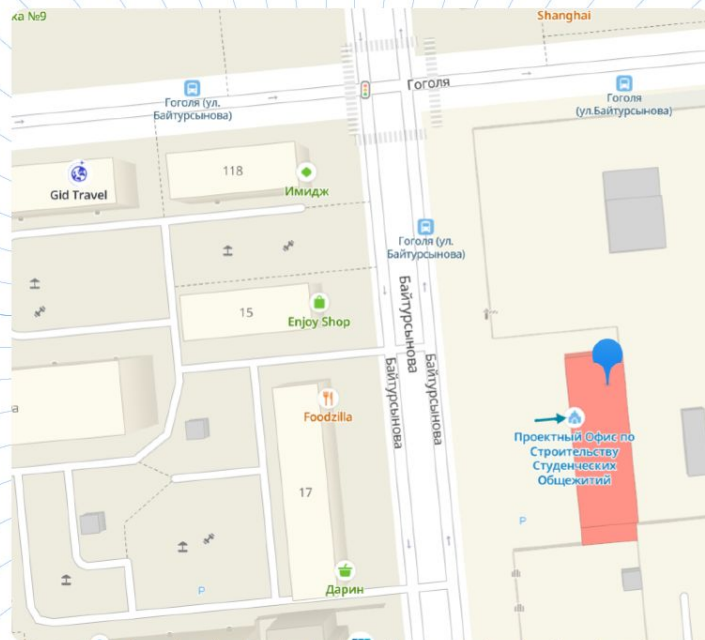 ка №9
Shanghai
Гоголя
Гоголя (ул.
Байтурсынова)
Гоголя
(ул.Байтурсынова)
Gid Travel
118
Имидж
Гоголя (ул.
Байтурсынова)
15
Enjoy Shop
Байтурсынова
Байтурсынова
Байтурсынова
а
Foodzilla
Проектный Офис по
Строительству
Студенческих
Общежитий
17
P
P
Дарин